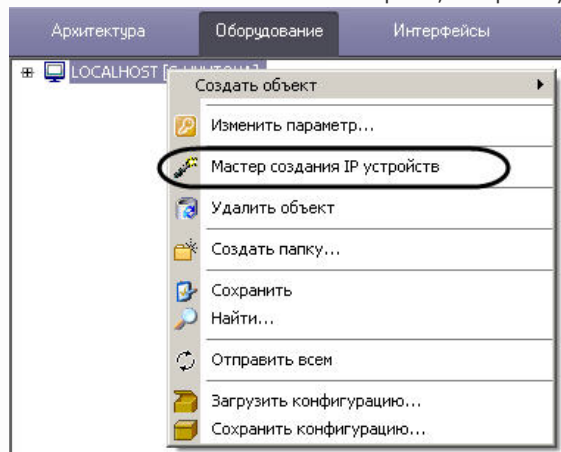 Архитектура Оборудование Интерфейсы
LOCALHOST
Создать объект
Изменить параметр...
Мастер создания IP устройств
Удалить объект
Создать папку...
Сохранить
Найти...
Отправить всем
Загрузить конфигурацию...
Сохранить конфигурацию...